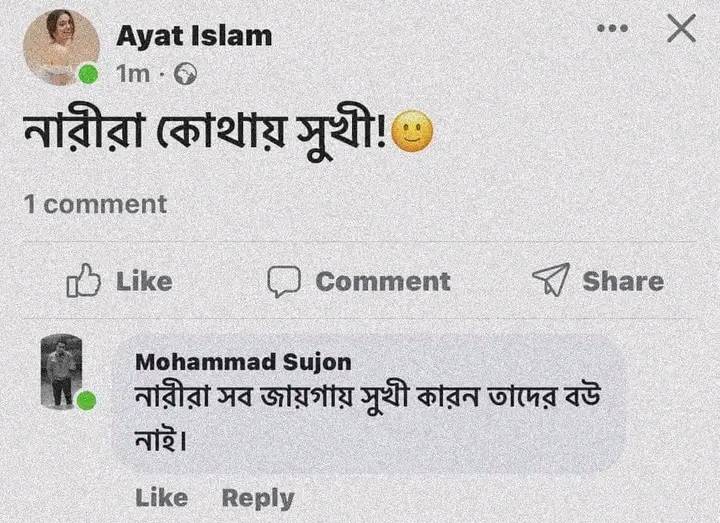 Ayat Islam
1m ·
নারীরা কোথায় সুখী!🙂
1 comment
Like Comment Share
Mohammad Sujon
নারীরা সব জায়গায় সুখী কারন তাদের বউ
নাই।
Like Reply